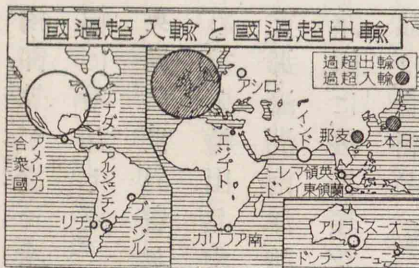 輸出超過國と輸入超過國
輸出超過
輸入超過
カナダ
アメリカ
合衆國
アルゼンチン
ブラジル
チリ
ロシア
エジプト
インド
支那
日本
英領マレー
蘭領東インド
南アフリカ
オーストラリア
ニュージーランド